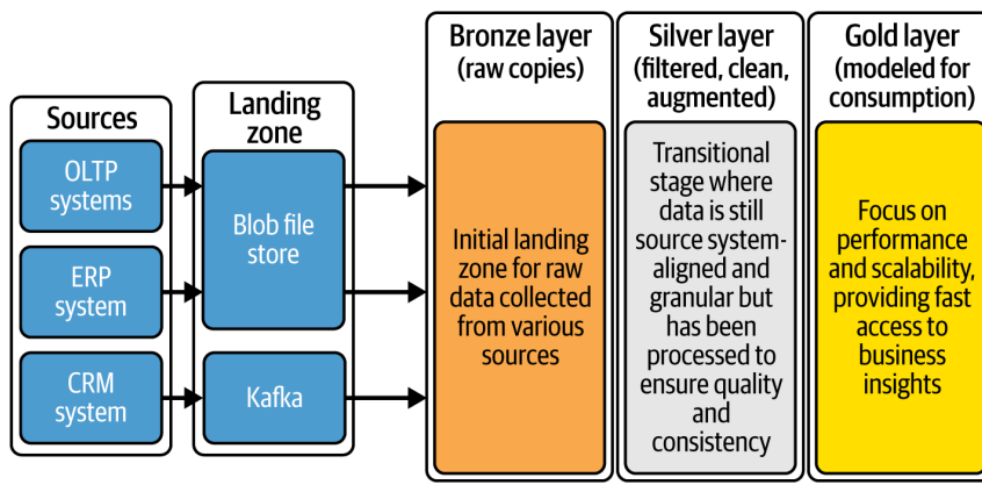 Sources
OLTP
systems
ERP
system
CRM
system
Landing
zone
Blob file
store
Kafka
Bronze layer
(raw copies)
Initial landing
zone for raw
data collected
from various
sources
Silver layer
(filtered, clean,
augmented)
Transitional
stage where
data is still
source system-
aligned and
granular but
has been
processed to
ensure quality
and
consistency
Gold layer
(modeled for
consumption)
Focus on
performance
and scalability,
providing fast
access to
business
insights